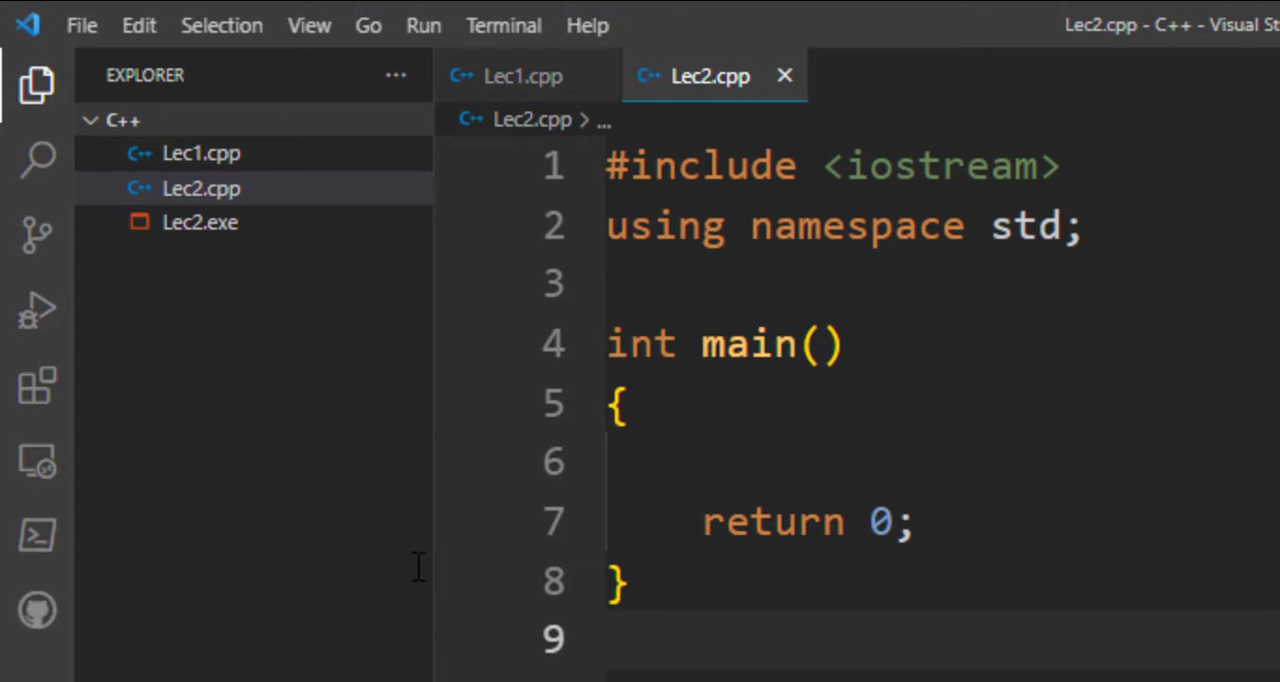 File Edit Selection View Go Run Terminal Help Lec2.cpp - C++ - Visual St
EXPLORER ...
C++ Lec1.cpp
C++ Lec2.cpp
C++
C++ Lec2.cpp > ...
C++ Lec1.cpp
C++ Lec2.cpp
Lec2.exe
1 #include <iostream>
2 using namespace std;
3
4 int main()
5 {
6
7 return 0;
8 }
9